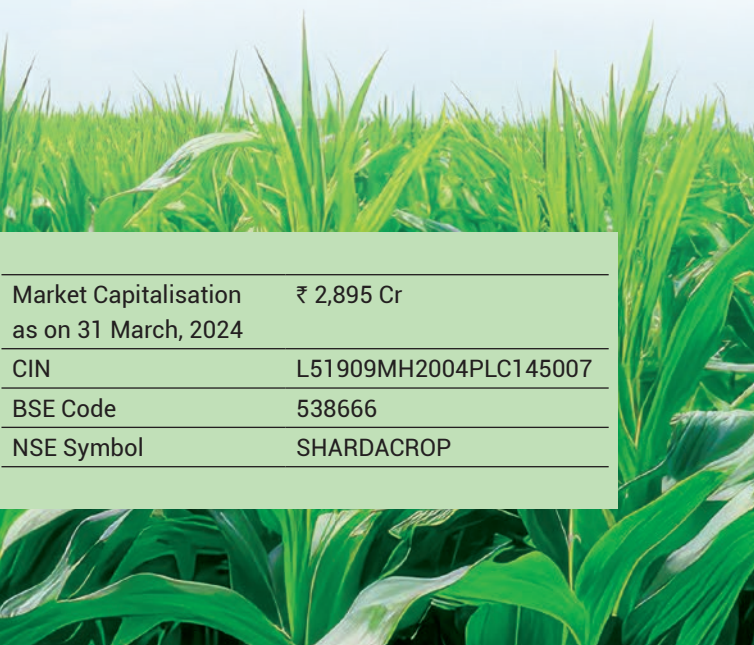 Market Capitalisation ₹ 2,895 Cr
as on 31 March, 2024
CIN L51909MH2004PLC145007
BSE Code 538666
NSE Symbol SHARDACROP